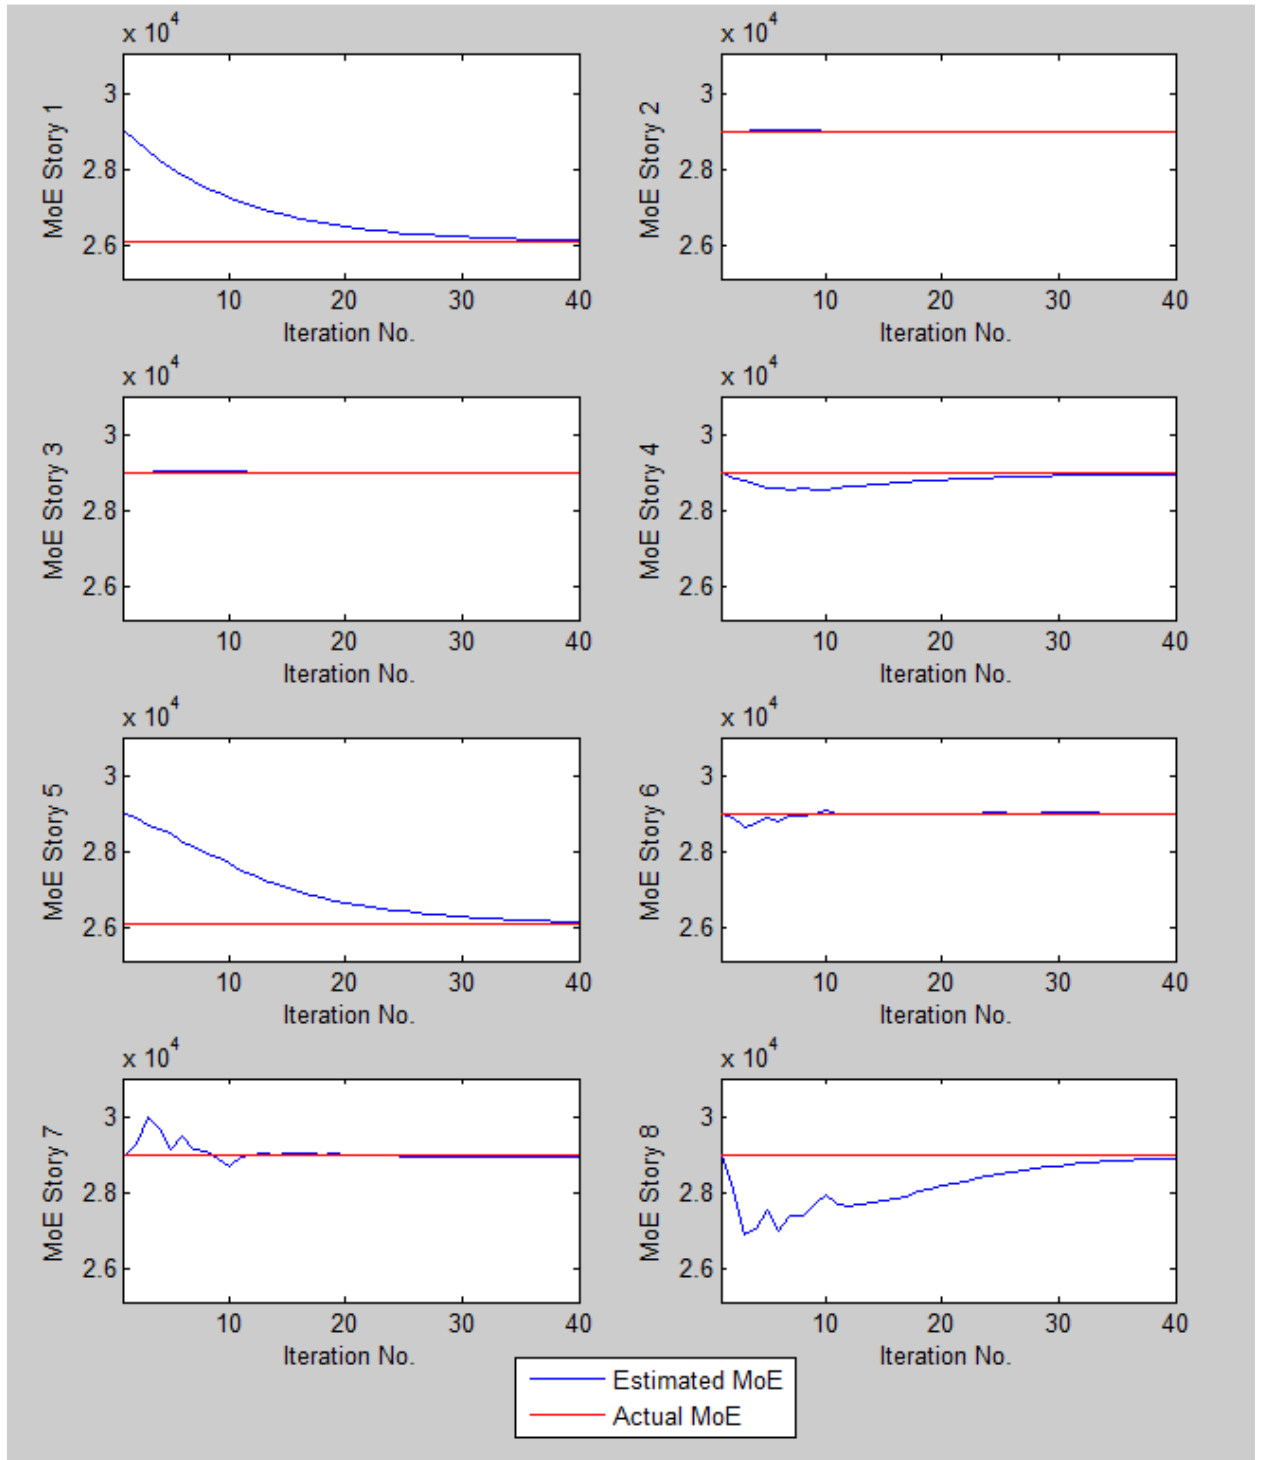 x 10^4
MoE Story 1
3
2.8
2.6
10 20 30 40
Iteration No.
x 10^4
MoE Story 2
3
2.8
2.6
10 20 30 40
Iteration No.
x 10^4
MoE Story 3
3
2.8
2.6
10 20 30 40
Iteration No.
x 10^4
MoE Story 4
3
2.8
2.6
10 20 30 40
Iteration No.
x 10^4
MoE Story 5
3
2.8
2.6
10 20 30 40
Iteration No.
x 10^4
MoE Story 6
3
2.8
2.6
10 20 30 40
Iteration No.
x 10^4
MoE Story 7
3
2.8
2.6
10 20 30 40
Iteration No.
x 10^4
MoE Story 8
3
2.8
2.6
10 20 30 40
Iteration No.
Estimated MoE
Actual MoE